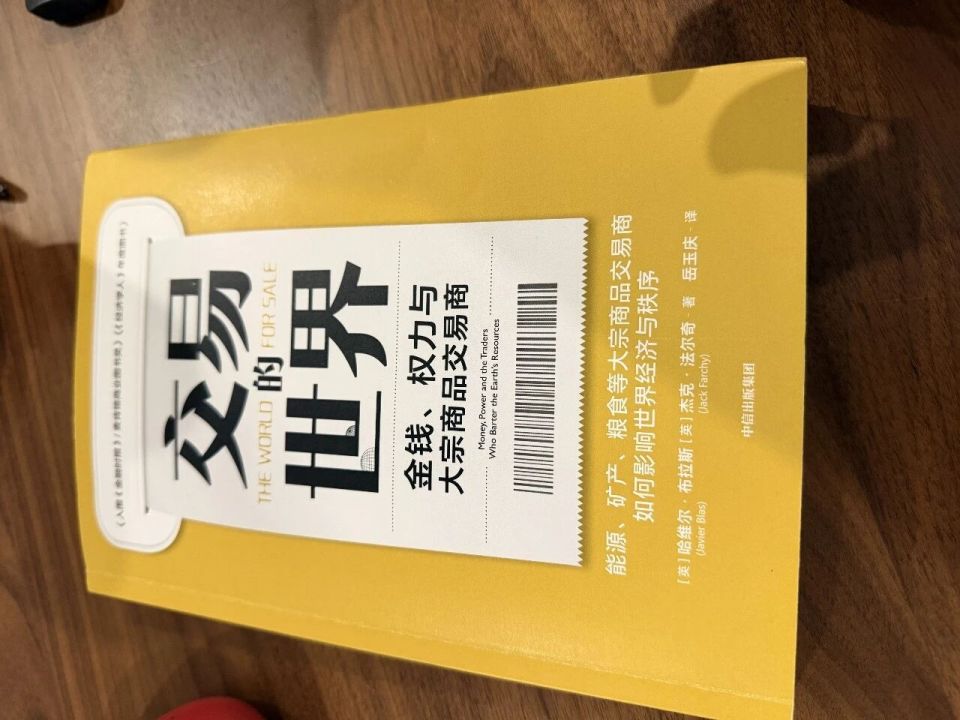 入围《金融时报》/麦肯锡商业图书奖《经济学人》年度图书
交易
的
世界
THE WORLD FOR SALE
金钱、权力与
大宗商品交易商
Money, Power and the Traders
Who Barter the Earth's Resources
能源、矿产、粮食等大宗商品交易商
如何影响世界经济与秩序
[英]哈维尔·布拉斯 [英]杰克·法尔奇·著 岳玉庆·译
(Javier Blas) (Jack Farchy)
中信出版集团